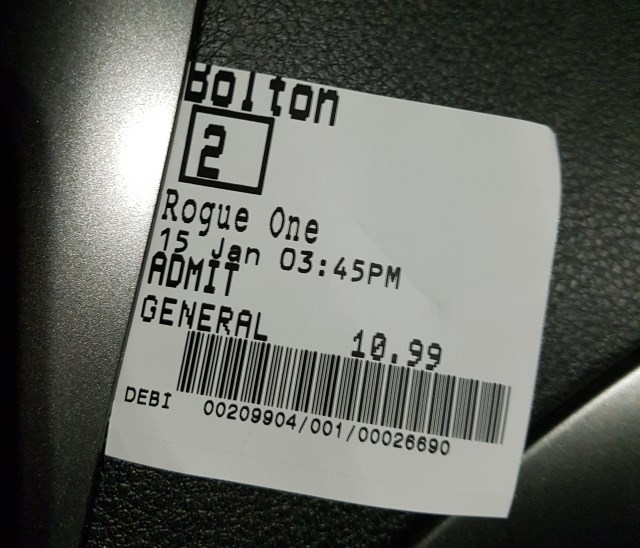 Bolton
2
Rogue One
15 Jan 03:45PM
ADMIT
GENERAL 10.99
DEBI 00209904/001/00026690